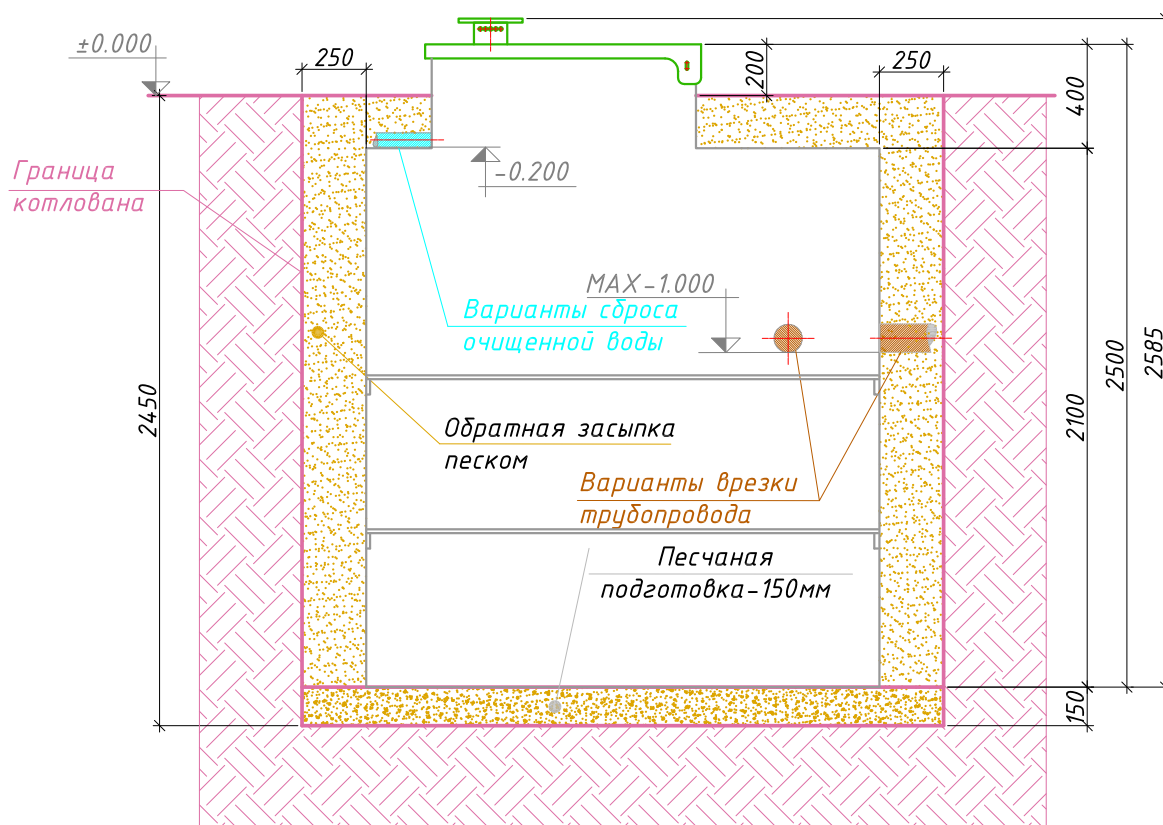 ±0.000
250
200
250
400
Граница
котлована
-0.200
MAX-1.000
Варианты сброса
очищенной воды
2450
2100
2500
2585
Обратная засыпка
песком
Варианты врезки
трубопровода
Песчаная
подготовка-150мм
150